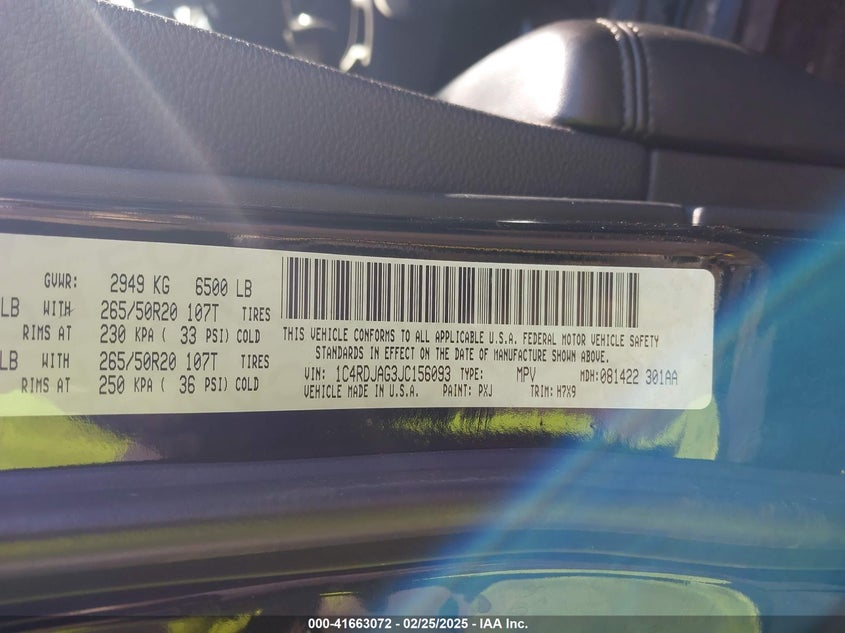 GVWR: 2949 KG 6500 LB
LB WITH 265/50R20 107T TIRES
RIMS AT 230 KPA ( 33 PSI) COLD
LB WITH 265/50R20 107T TIRES
RIMS AT 250 KPA ( 36 PSI) COLD
THIS VEHICLE CONFORMS TO ALL APPLICABLE U.S.A. FEDERAL MOTOR VEHICLE SAFETY
STANDARDS IN EFFECT ON THE DATE OF MANUFACTURE SHOWN ABOVE.
VIN: 1C4RDJAG3JC156093 TYPE: MPV MDH: 081422 301AA
VEHICLE MADE IN U.S.A. PAINT: PXJ TRIM: H7X9
000-41663072 - 02/25/2025 - IAA Inc.